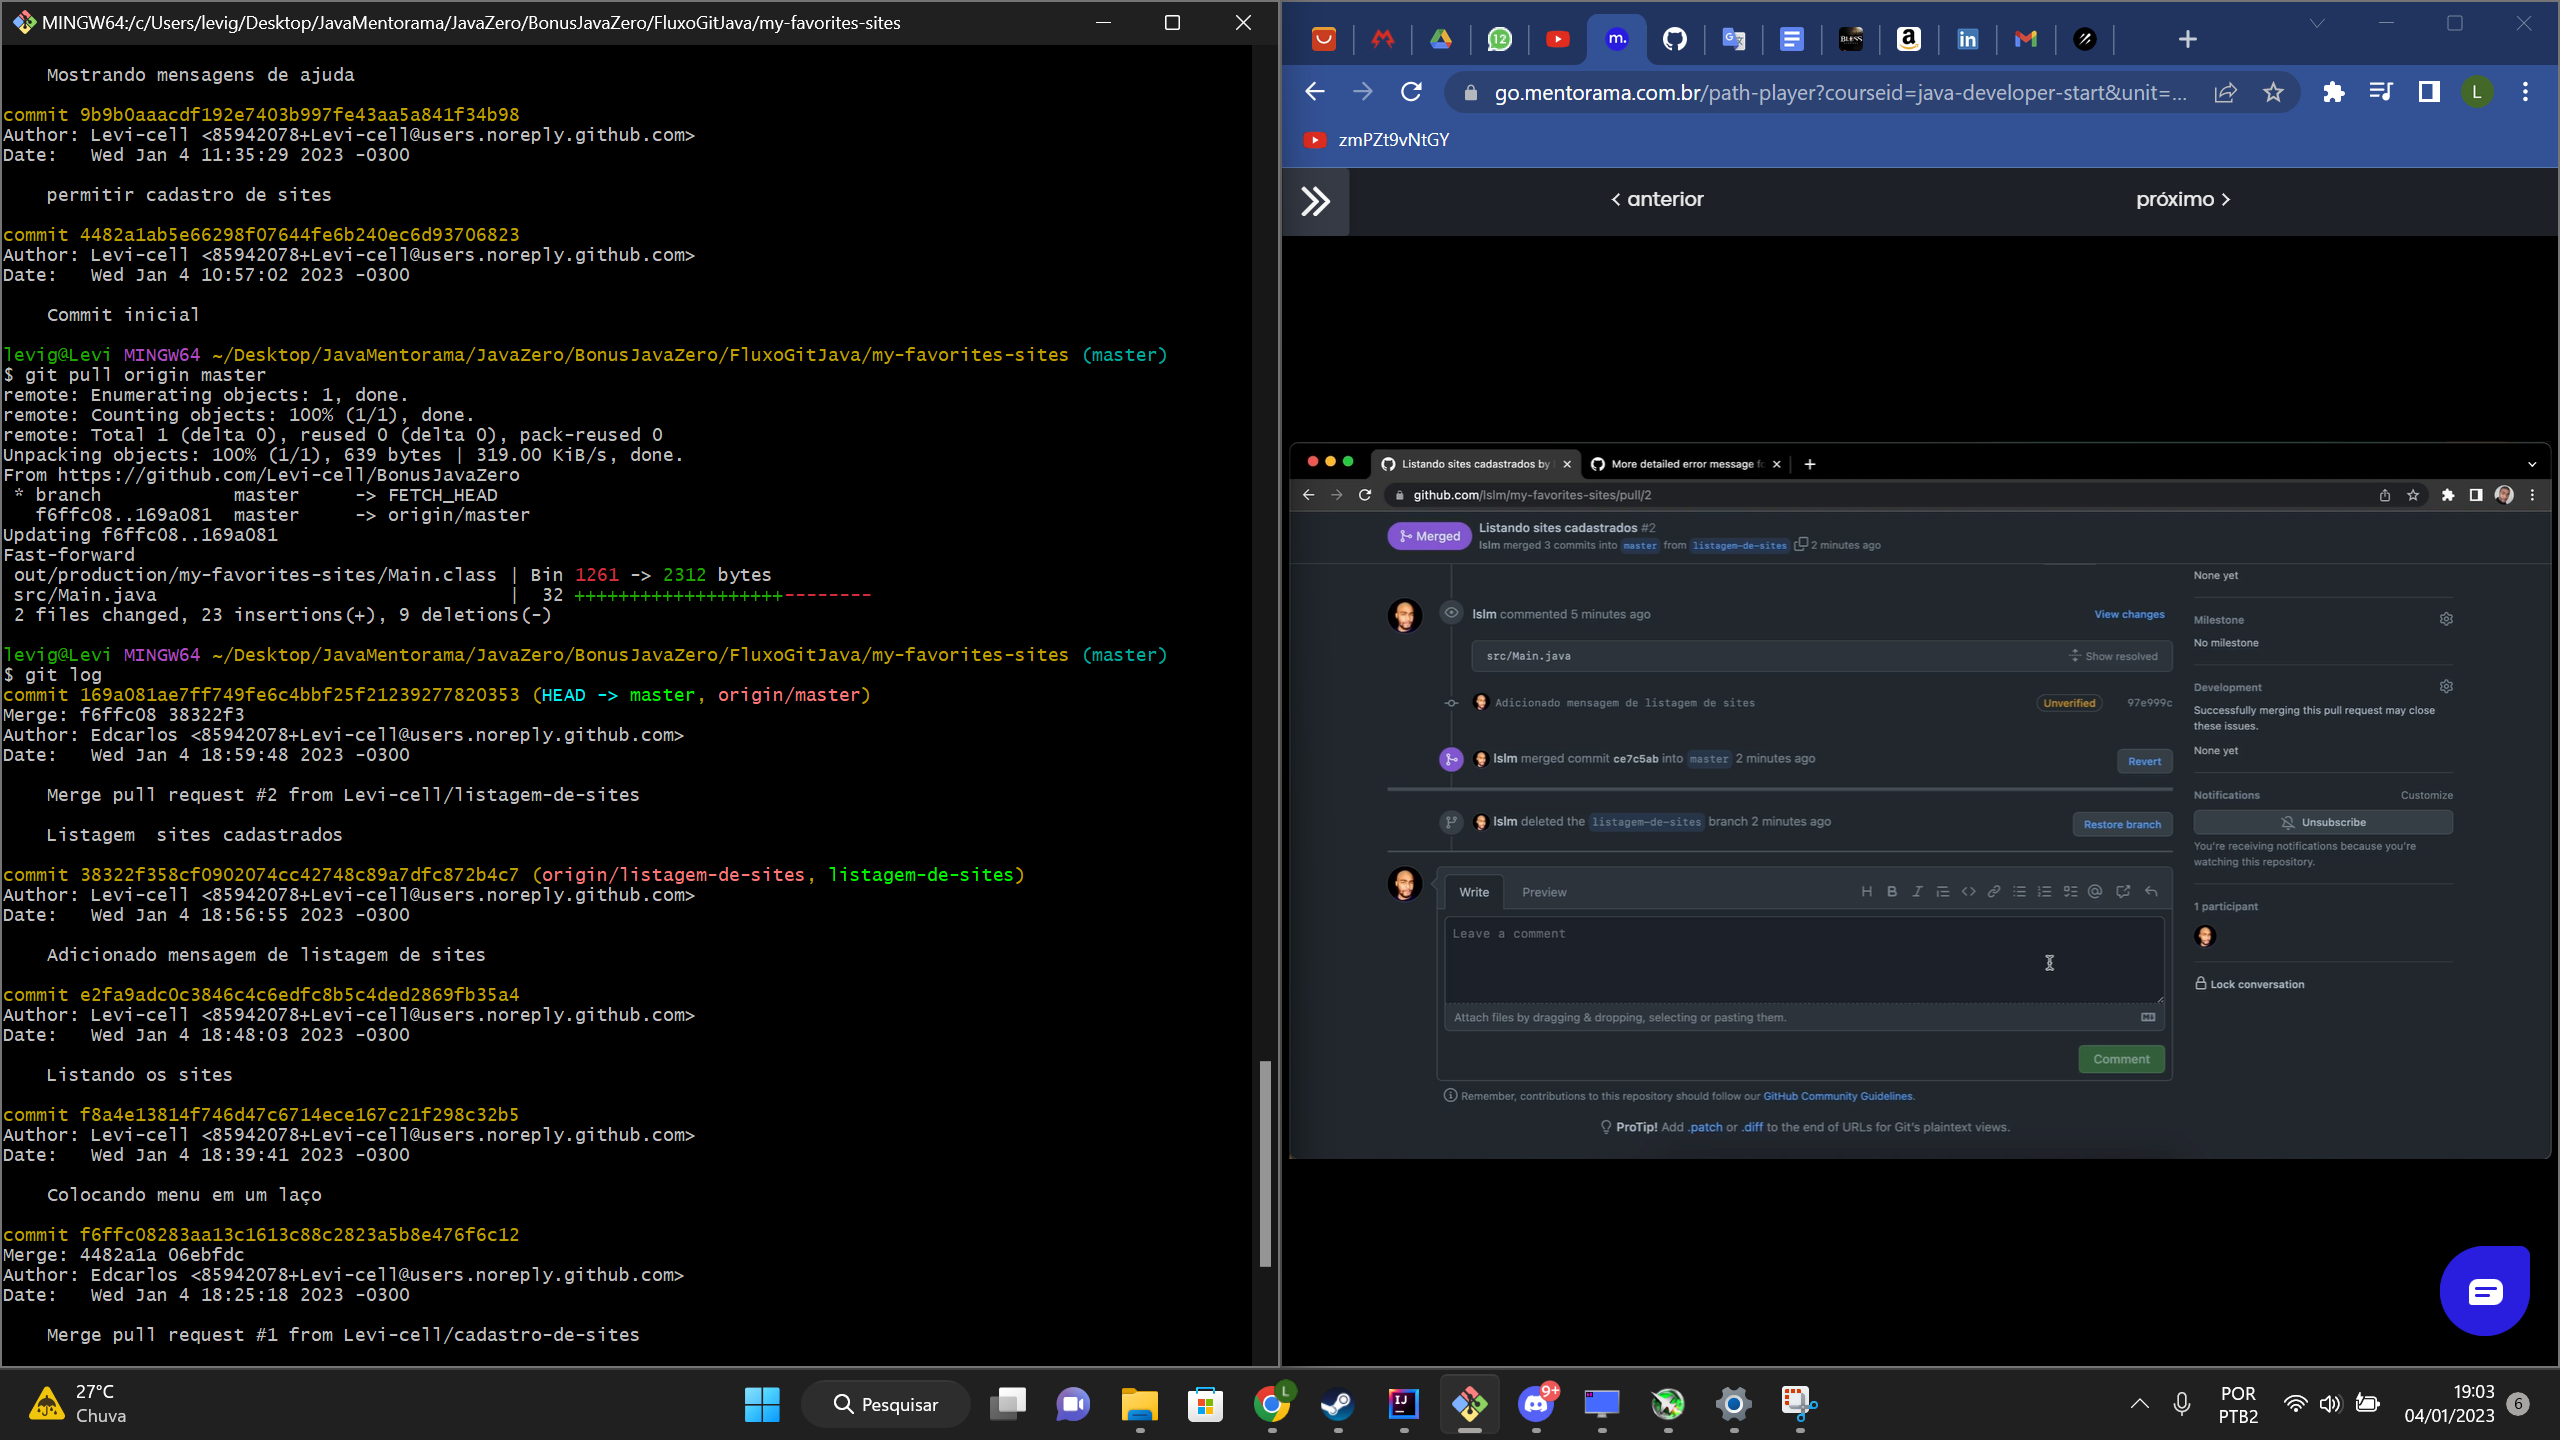 MINGW64:/c/Users/levig/Desktop/JavaMentorama/JavaZero/BonusJavaZero/FluxoGitJava/my-favorites-sites
Mostrando mensagens de ajuda
commit 9b9b0aaacdf192e7403b997fe43aa5a841f34b98
Author: Levi-cell <85942078+Levi-cell@users.noreply.github.com>
Date:   Wed Jan 4 11:35:29 2023 -0300
permitir cadastro de sites
commit 4482a1ab5e66298f07644fe6b240ec6d93706823
Author: Levi-cell <85942078+Levi-cell@users.noreply.github.com>
Date:   Wed Jan 4 10:57:02 2023 -0300
Commit inicial
levig@Levi MINGW64 ~/Desktop/JavaMentorama/JavaZero/BonusJavaZero/FluxoGitJava/my-favorites-sites (master)
$ git pull origin master
remote: Enumerating objects: 1, done.
remote: Counting objects: 100% (1/1), done.
remote: Total 1 (delta 0), reused 0 (delta 0), pack-reused 0
Unpacking objects: 100% (1/1), 639 bytes | 319.00 KiB/s, done.
From https://github.com/Levi-cell/BonusJavaZero
* branch            master     -> FETCH_HEAD
f6ffc08..169a081  master     -> origin/master
Updating f6ffc08..169a081
Fast-forward
out/production/my-favorites-sites/Main.class | Bin 1261 -> 2312 bytes
src/Main.java                                |  32 +++++++++++++++++++--------
2 files changed, 23 insertions(+), 9 deletions(-)
levig@Levi MINGW64 ~/Desktop/JavaMentorama/JavaZero/BonusJavaZero/FluxoGitJava/my-favorites-sites (master)
$ git log
commit 169a081ae7ff749fe6c4bbf25f21239277820353 (HEAD -> master, origin/master)
Merge: f6ffc08 38322f3
Author: Edcarlos <85942078+Levi-cell@users.noreply.github.com>
Date:   Wed Jan 4 18:59:48 2023 -0300
Merge pull request #2 from Levi-cell/listagem-de-sites
Listagem  sites cadastrados
commit 38322f358cf0902074cc42748c89a7dfc872b4c7 (origin/listagem-de-sites, listagem-de-sites)
Author: Levi-cell <85942078+Levi-cell@users.noreply.github.com>
Date:   Wed Jan 4 18:56:55 2023 -0300
Adicionado mensagem de listagem de sites
commit e2fa9adc0c3846c4c6edfc8b5c4ded2869fb35a4
Author: Levi-cell <85942078+Levi-cell@users.noreply.github.com>
Date:   Wed Jan 4 18:48:03 2023 -0300
Listando os sites
commit f8a4e13814f746d47c6714ece167c21f298c32b5
Author: Levi-cell <85942078+Levi-cell@users.noreply.github.com>
Date:   Wed Jan 4 18:39:41 2023 -0300
Colocando menu em um laço
commit f6ffc08283aa13c1613c88c2823a5b8e476f6c12
Merge: 4482a1a 06ebfdc
Author: Edcarlos <85942078+Levi-cell@users.noreply.github.com>
Date:   Wed Jan 4 18:25:18 2023 -0300
Merge pull request #1 from Levi-cell/cadastro-de-sites
12
m.
BLESS
a
in
go.mentorama.com.br/path-player?courseid=java-developer-start&unit=...
L
zmPZt9vNtGY
< anterior
próximo >
Listando sites cadastrados by
More detailed error message fo
github.com/lslm/my-favorites-sites/pull/2
Merged
Listando sites cadastrados #2
lslm merged 3 commits into master from listagem-de-sites 2 minutes ago
None yet
lslm commented 5 minutes ago
View changes
Milestone
No milestone
src/Main.java
Show resolved
Development
Successfully merging this pull request may close
these issues.
None yet
Adicionado mensagem de listagem de sites
Unverified
97e999c
lslm merged commit ce7c5ab into master 2 minutes ago
Revert
Notifications
Customize
Unsubscribe
You're receiving notifications because you're
watching this repository.
lslm deleted the listagem-de-sites branch 2 minutes ago
Restore branch
Write
Preview
H B I
1 participant
Leave a comment
Lock conversation
Attach files by dragging & dropping, selecting or pasting them.
Comment
Remember, contributions to this repository should follow our GitHub Community Guidelines.
ProTip! Add .patch or .diff to the end of URLs for Git's plaintext views.
27°C
Chuva
Pesquisar
L
IJ
9+
POR
PTB2
19:03
04/01/2023
6